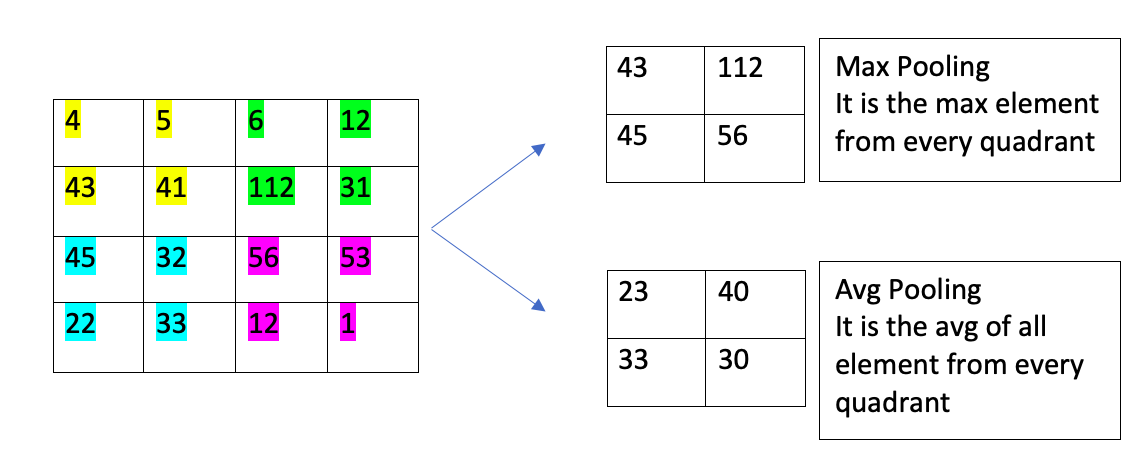 4 5 6 12
43 41 112 31
45 32 56 53
22 33 12 1
43 112
45 56
Max Pooling
It is the max element
from every quadrant
23 40
33 30
Avg Pooling
It is the avg of all
element from every
quadrant